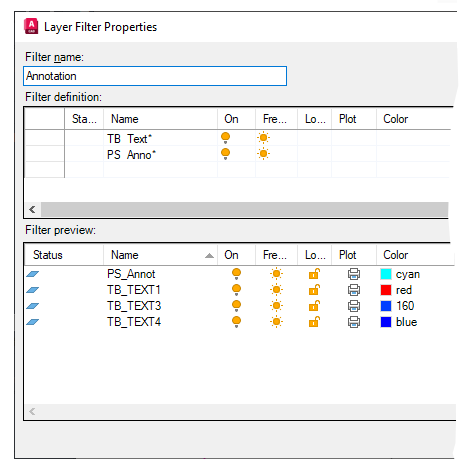 Layer Filter Properties
Filter name:
Annotation
Filter definition:
Sta... Name On Fre... Lo... Plot Color
TB_Text*
PS_Anno*
Filter preview:
Status Name On Fre... Lo... Plot Color
PS_Annot cyan
TB_TEXT1 red
TB_TEXT3 160
TB_TEXT4 blue